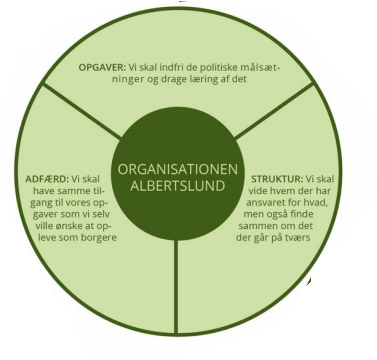 OPGAVER: Vi skal indfri de politiske målsæt-
ninger og drage læring af det
ORGANISATIONEN
ALBERTSLUND
ADFÆRD: Vi skal
have samme til-
gang til vores op-
gaver som vi selv
ville ønske at op-
leve som borgere
STRUKTUR: Vi skal
vide hvem der har
ansvaret for hvad,
men også finde
sammen om det
der går på tværs